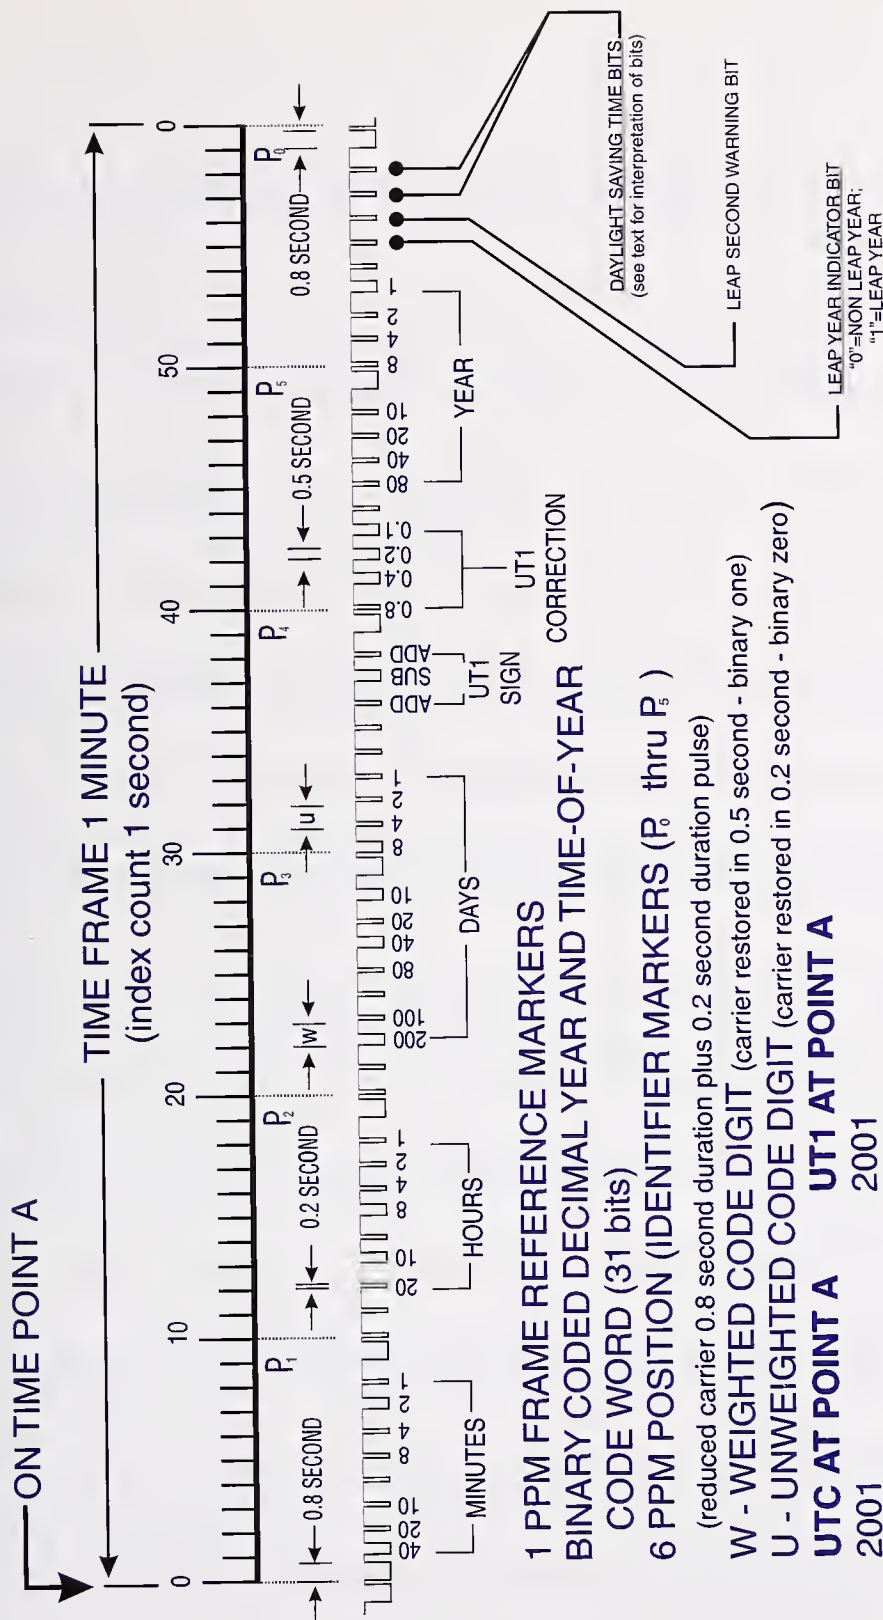 ON TIME POINT A
TIME FRAME 1 MINUTE
(index count 1 second)
0 10 20 30 40 50 0
P1 P2 P3 P4 P5 P0
0.8 SECOND
0.2 SECOND
W
U
0.5 SECOND
0.8 SECOND
40 20 10 8 4 2 1
MINUTES
20 10 8 4 2 1
HOURS
200 100 80 40 20 10 8 4 2 1
DAYS
ADD SUB ADD
UT1
SIGN
0.8 0.4 0.2 0.1
UT1
CORRECTION
80 40 20 10 8 4 2 1
YEAR
DAYLIGHT SAVING TIME BITS
(see text for interpretation of bits)
LEAP SECOND WARNING BIT
LEAP YEAR INDICATOR BIT
"0"=NON LEAP YEAR;
"1"=LEAP YEAR
1 PPM FRAME REFERENCE MARKERS
BINARY CODED DECIMAL YEAR AND TIME-OF-YEAR
CODE WORD (31 bits)
6 PPM POSITION (IDENTIFIER MARKERS (P0 thru P5 )
(reduced carrier 0.8 second duration plus 0.2 second duration pulse)
W - WEIGHTED CODE DIGIT (carrier restored in 0.5 second - binary one)
U - UNWEIGHTED CODE DIGIT (carrier restored in 0.2 second - binary zero)
UTC AT POINT A UT1 AT POINT A
2001 2001